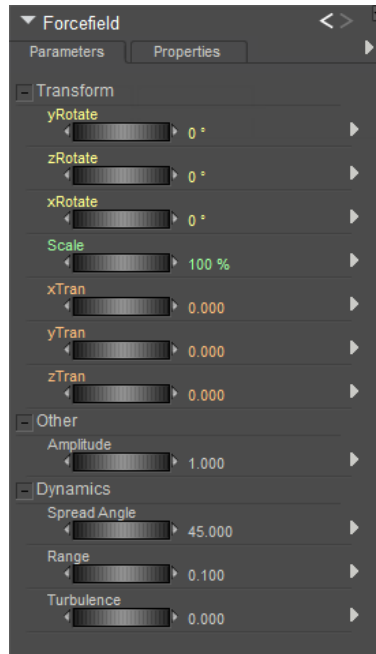 Forcefield
Parameters Properties
Transform
yRotate
0 °
zRotate
0 °
xRotate
0 °
Scale
100 %
xTran
0.000
yTran
0.000
zTran
0.000
Other
Amplitude
1.000
Dynamics
Spread Angle
45.000
Range
0.100
Turbulence
0.000